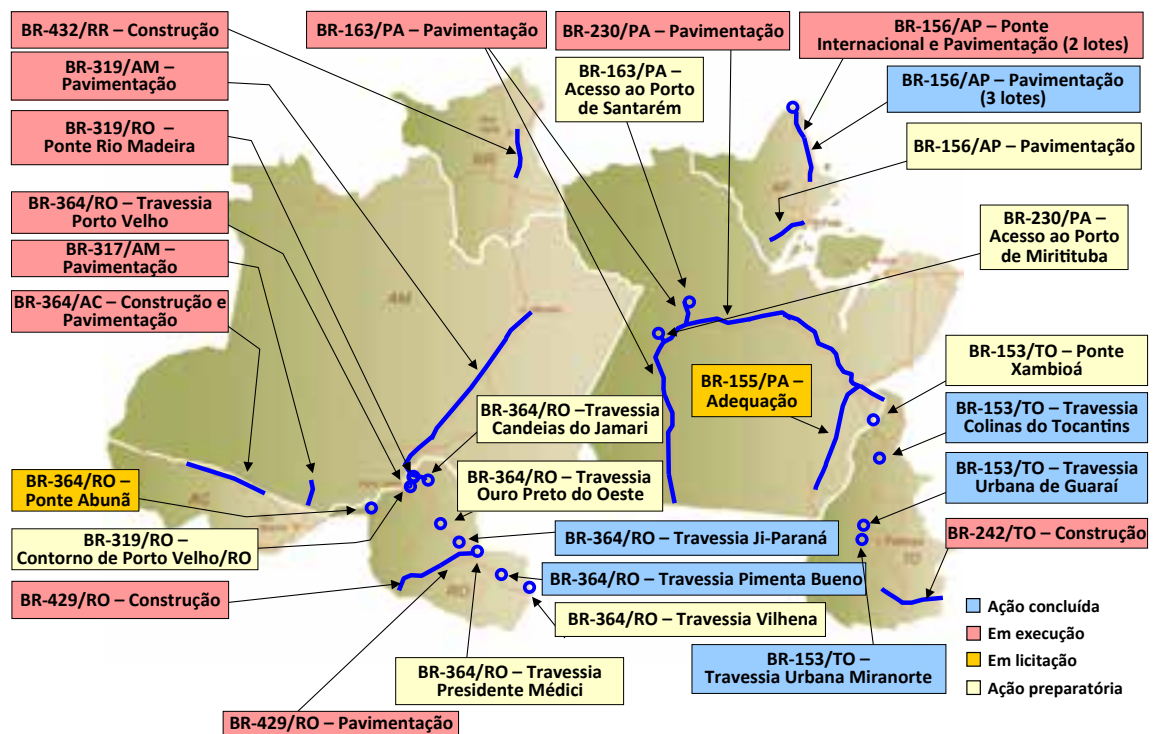 BR-432/RR – Construção
BR-319/AM –
Pavimentação
BR-319/RO –
Ponte Rio Madeira
BR-364/RO – Travessia
Porto Velho
BR-317/AM –
Pavimentação
BR-364/AC – Construção e
Pavimentação
BR-163/PA – Pavimentação
BR-230/PA – Pavimentação
BR-163/PA –
Acesso ao Porto
de Santarém
BR-156/AP – Ponte
Internacional e Pavimentação (2 lotes)
BR-156/AP – Pavimentação
(3 lotes)
BR-156/AP – Pavimentação
BR-230/PA –
Acesso ao Porto
de Miritituba
BR-153/TO – Ponte
Xambioá
BR-155/PA –
Adequação
BR-153/TO – Travessia
Colinas do Tocantins
BR-364/RO –Travessia
Candeias do Jamari
BR-364/RO – Travessia
Ouro Preto do Oeste
BR-153/TO – Travessia
Urbana de Guaraí
BR-364/RO –
Ponte Abunã
BR-319/RO –
Contorno de Porto Velho/RO
BR-364/RO – Travessia Ji-Paraná
BR-242/TO – Construção
BR-364/RO – Travessia Pimenta Bueno
BR-429/RO – Construção
BR-364/RO – Travessia Vilhena
BR-364/RO – Travessia
Presidente Médici
BR-153/TO –
Travessia Urbana Miranorte
BR-429/RO – Pavimentação
Ação concluída
Em execução
Em licitação
Ação preparatória
AM
AC
RO
TO